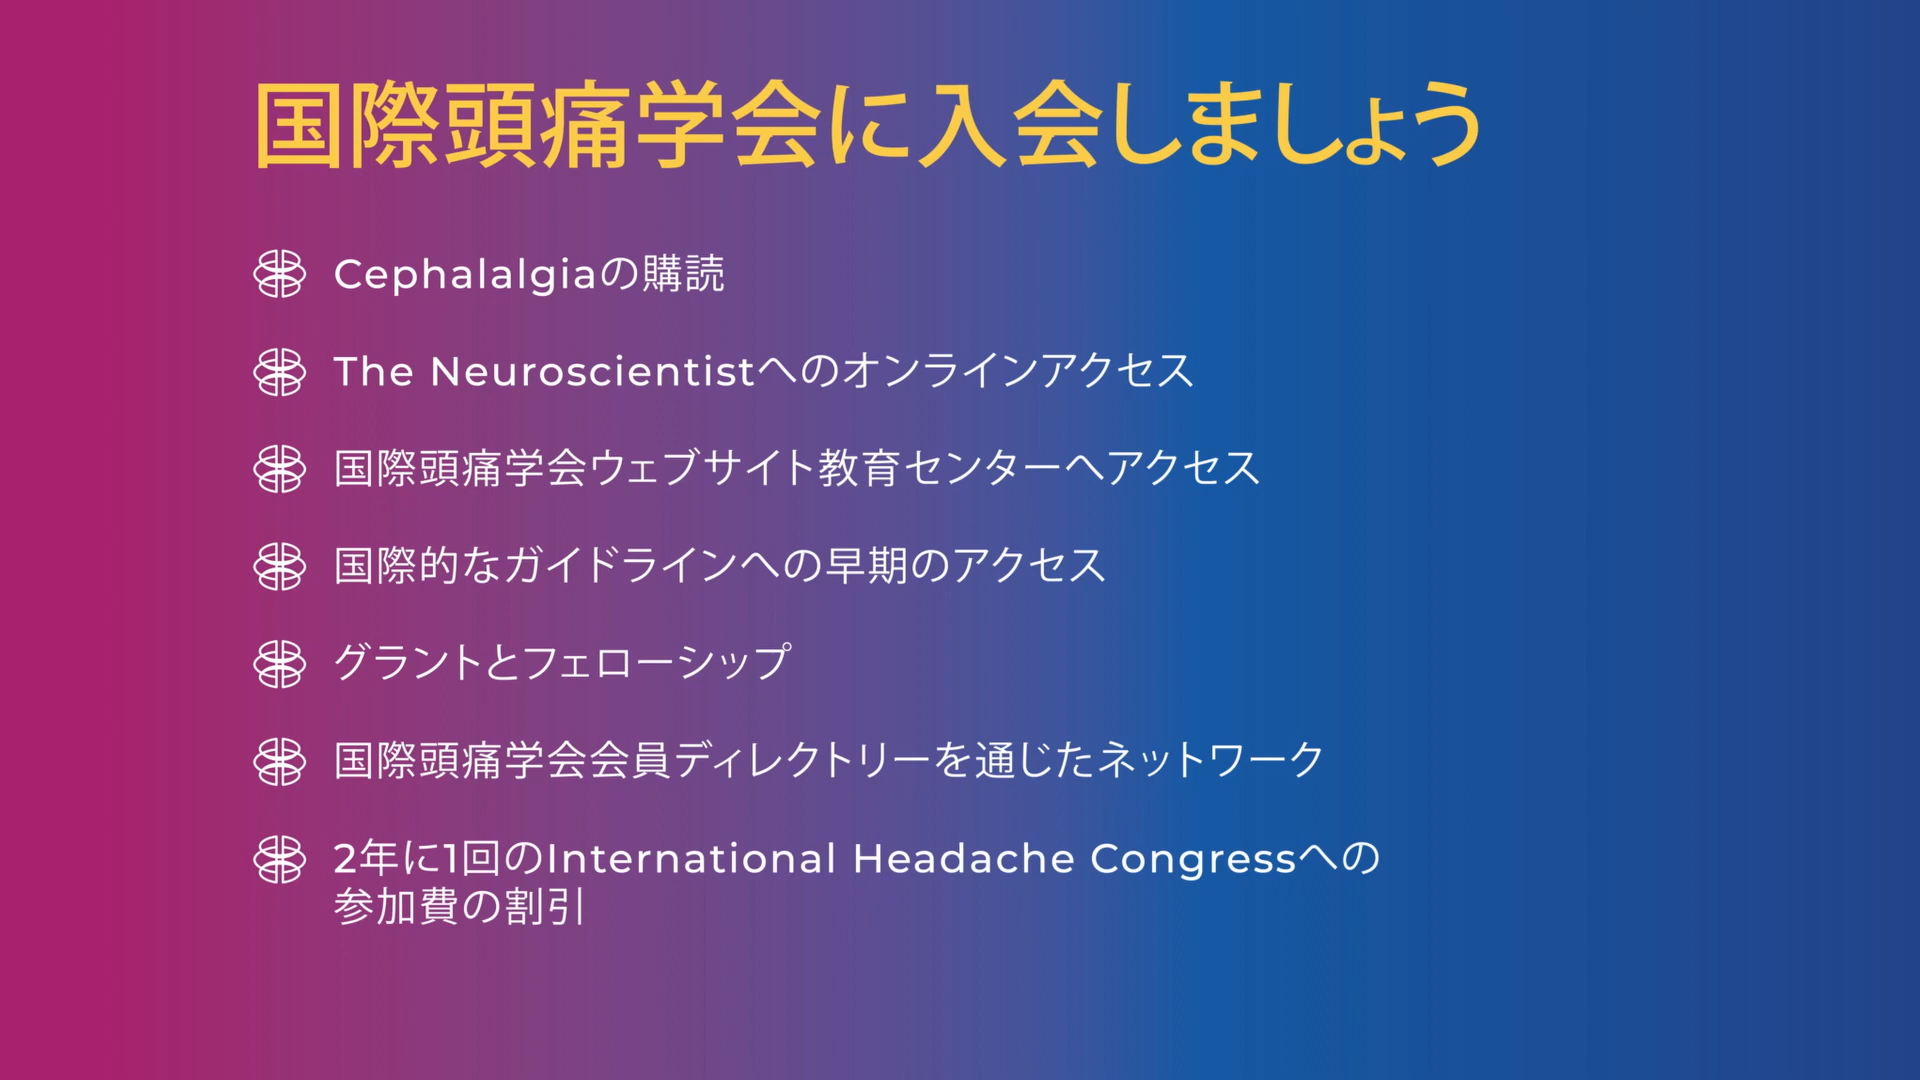 国際頭痛学会に入会しましょう
Cephalalgiaの購読
The Neuroscientistへのオンラインアクセス
国際頭痛学会ウェブサイト教育センターへアクセス
国際的なガイドラインへの早期のアクセス
グラントとフェローシップ
国際頭痛学会会員ディレクトリーを通じたネットワーク
2年に1回のInternational Headache Congressへの
参加費の割引